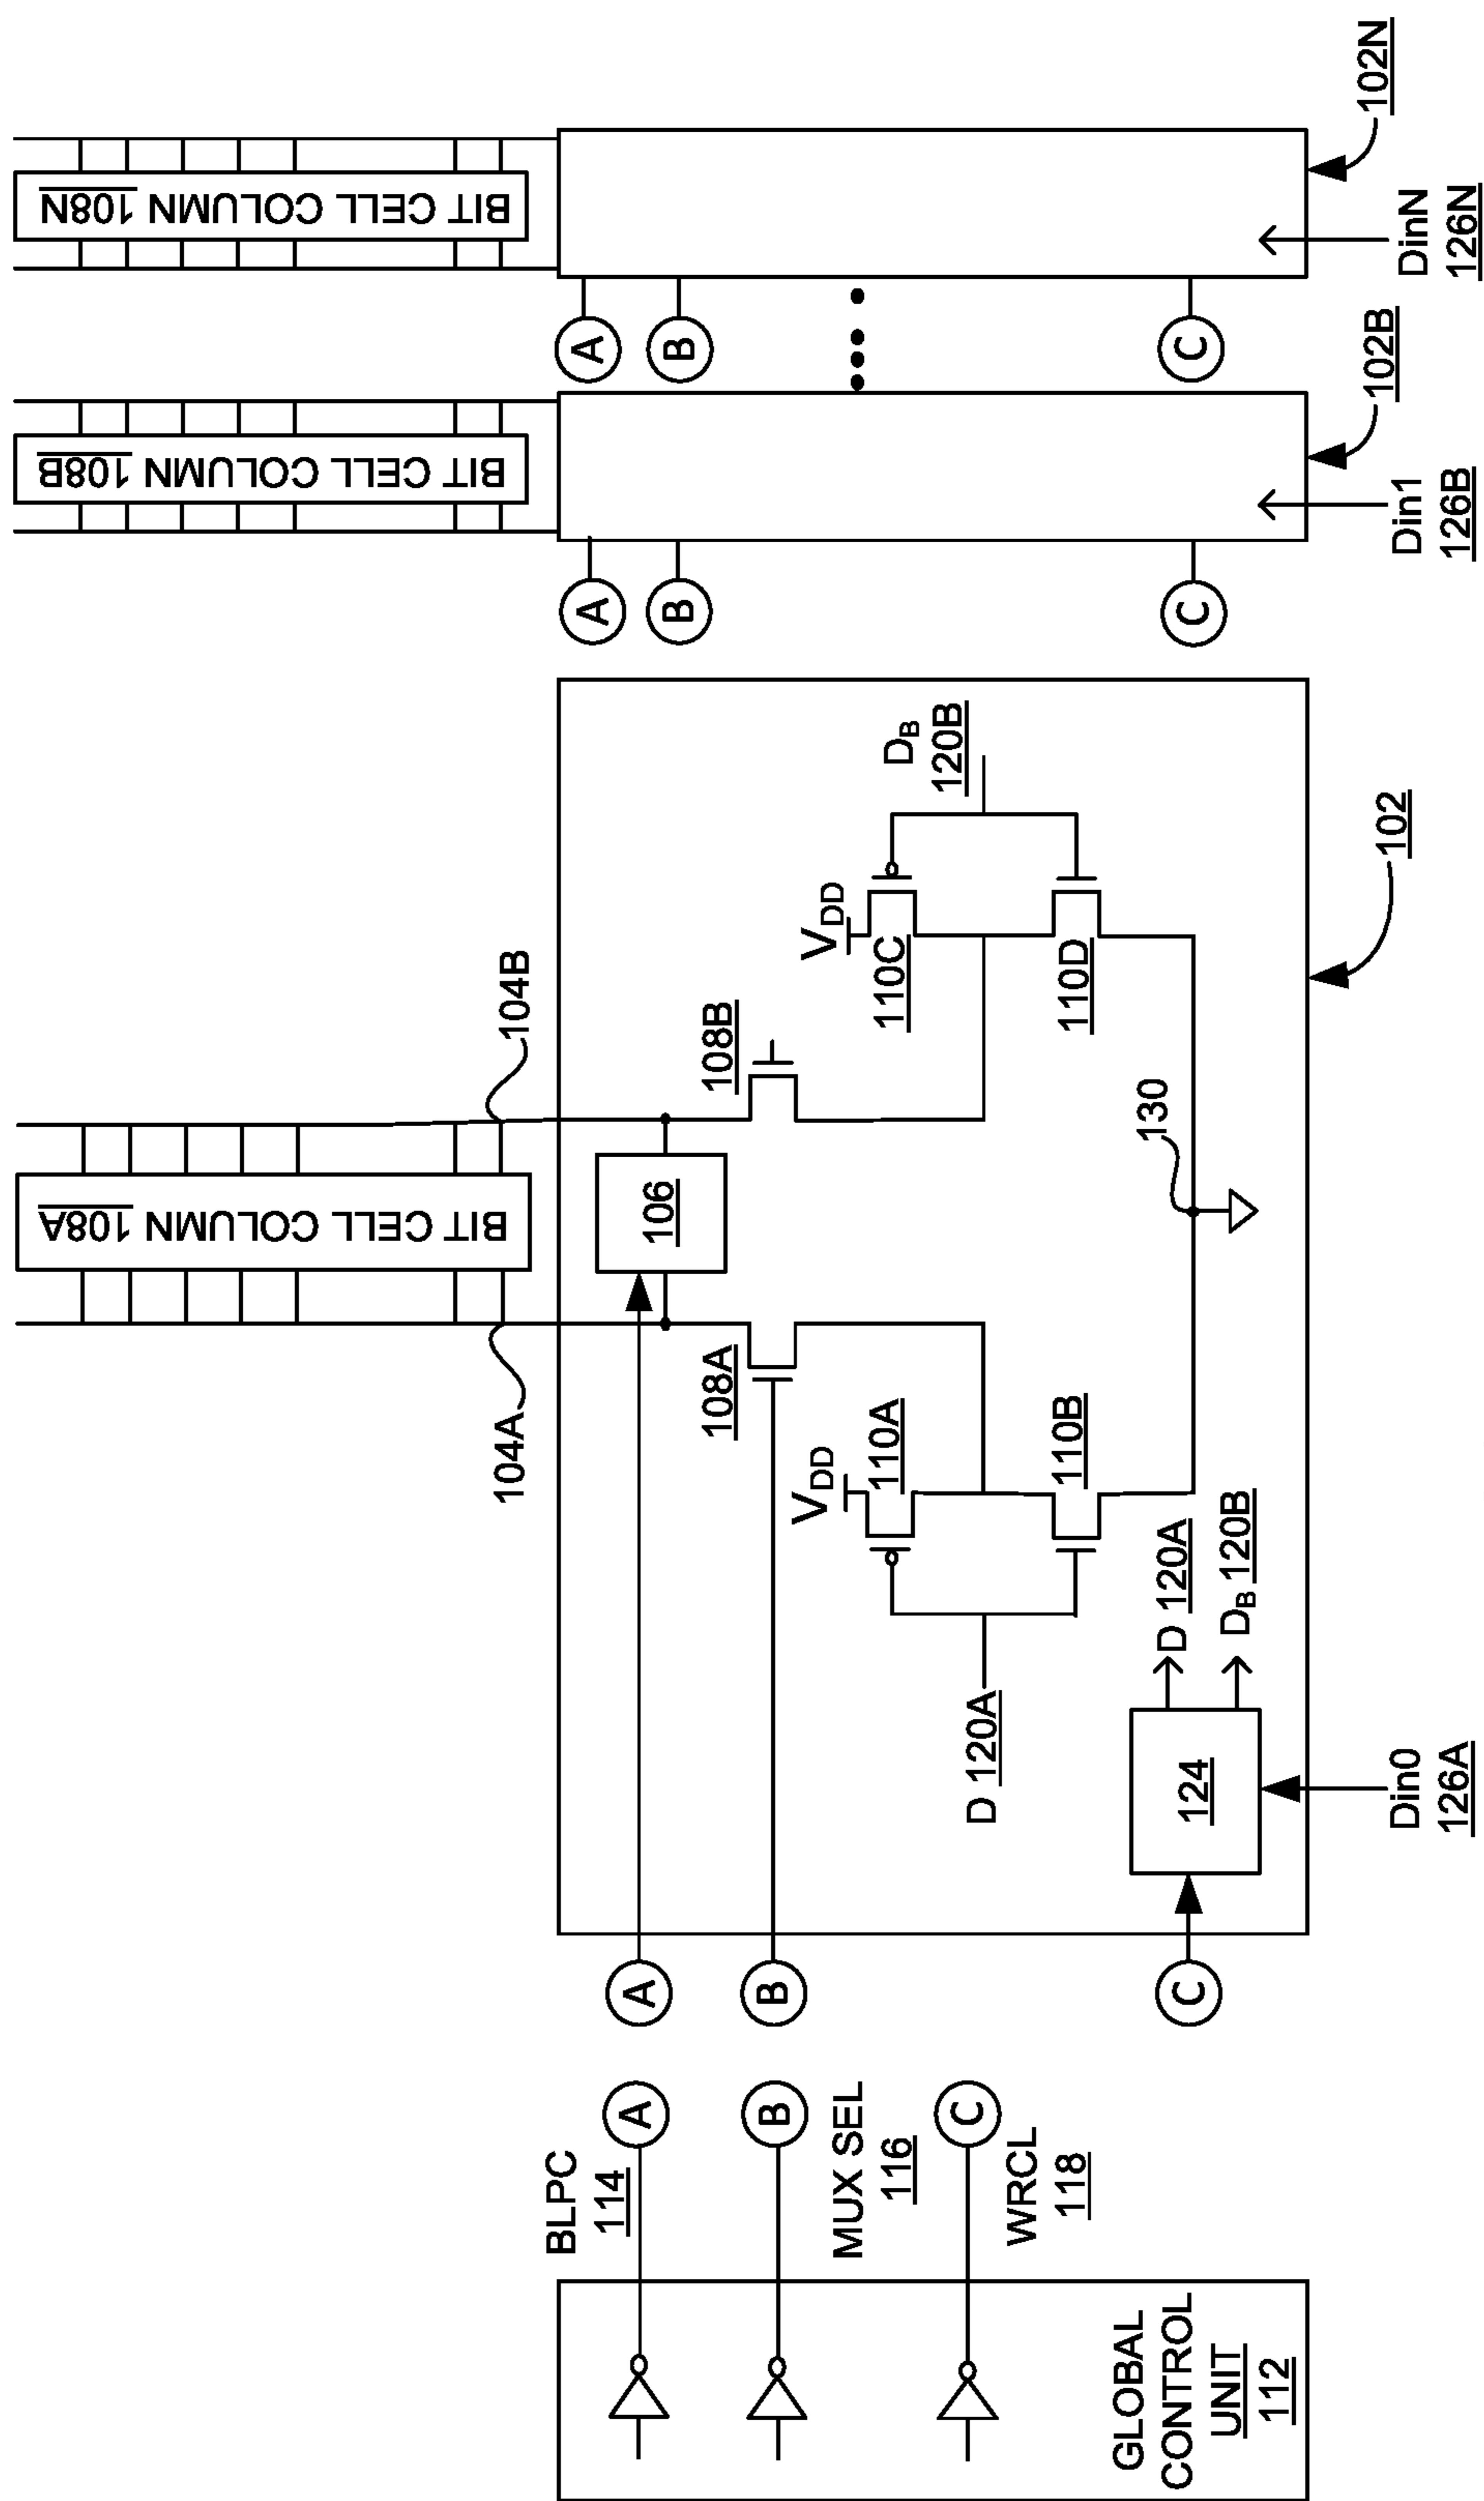 BLPC
114
A
B
MUX SEL
116
C
WRCL
118
GLOBAL
CONTROL
UNIT
112
A
B
C
BIT CELL COLUMN 108A
104A
104B
106
108A
108B
VDD
110A
110B
D 120A
VDD
110C
110D
DB
120B
130
124
D 120A
DB 120B
Din0
126A
102
BIT CELL COLUMN 108B
A
B
C
Din1
126B
102B
BIT CELL COLUMN 108N
A
B
C
DinN
126N
102N